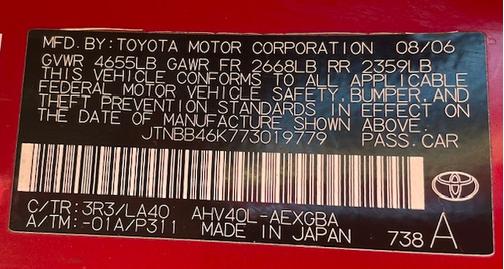 MFD. BY: TOYOTA MOTOR CORPORATION 08/06
GVWR 4655LB GAWR FR 2668LB RR 2359LB
THIS VEHICLE CONFORMS TO ALL APPLICABLE
FEDERAL MOTOR VEHICLE SAFETY, BUMPER, AND
THEFT PREVENTION STANDARDS IN EFFECT ON
THE DATE OF MANUFACTURE SHOWN ABOVE.
JTNBB46K773019779 PASS. CAR
C/TR: 3R3/LA40 AHV40L-AEXGBA
A/TM: -01A/P311 MADE IN JAPAN 738 A